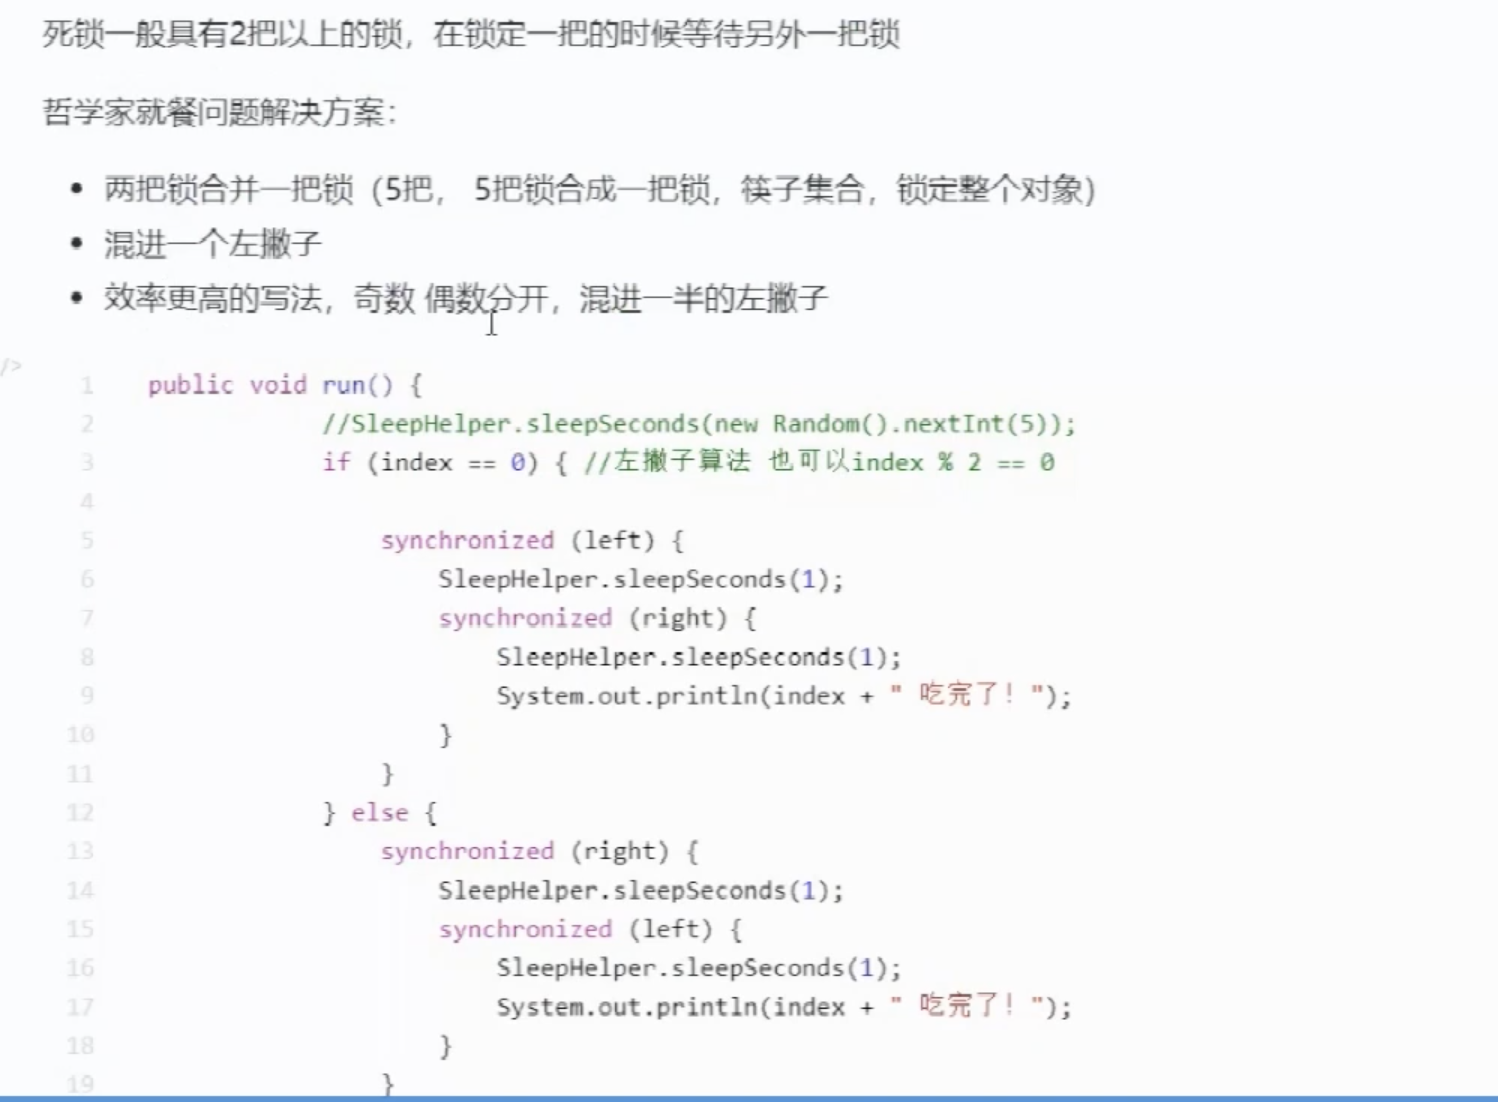 死锁一般具有2把以上的锁，在锁定一把的时候等待另外一把锁
哲学家就餐问题解决方案：
• 两把锁合并一把锁（5把， 5把锁合成一把锁，筷子集合，锁定整个对象）
• 混进一个左撇子
• 效率更高的写法，奇数 偶数分开，混进一半的左撇子
/>
1 public void run() {
2 //SleepHelper.sleepSeconds(new Random().nextInt(5));
3 if (index == 0) { //左撇子算法 也可以index % 2 == 0
4
5 synchronized (left) {
6 SleepHelper.sleepSeconds(1);
7 synchronized (right) {
8 SleepHelper.sleepSeconds(1);
9 System.out.println(index + " 吃完了！");
10 }
11 }
12 } else {
13 synchronized (right) {
14 SleepHelper.sleepSeconds(1);
15 synchronized (left) {
16 SleepHelper.sleepSeconds(1);
17 System.out.println(index + " 吃完了！");
18 }
19 }